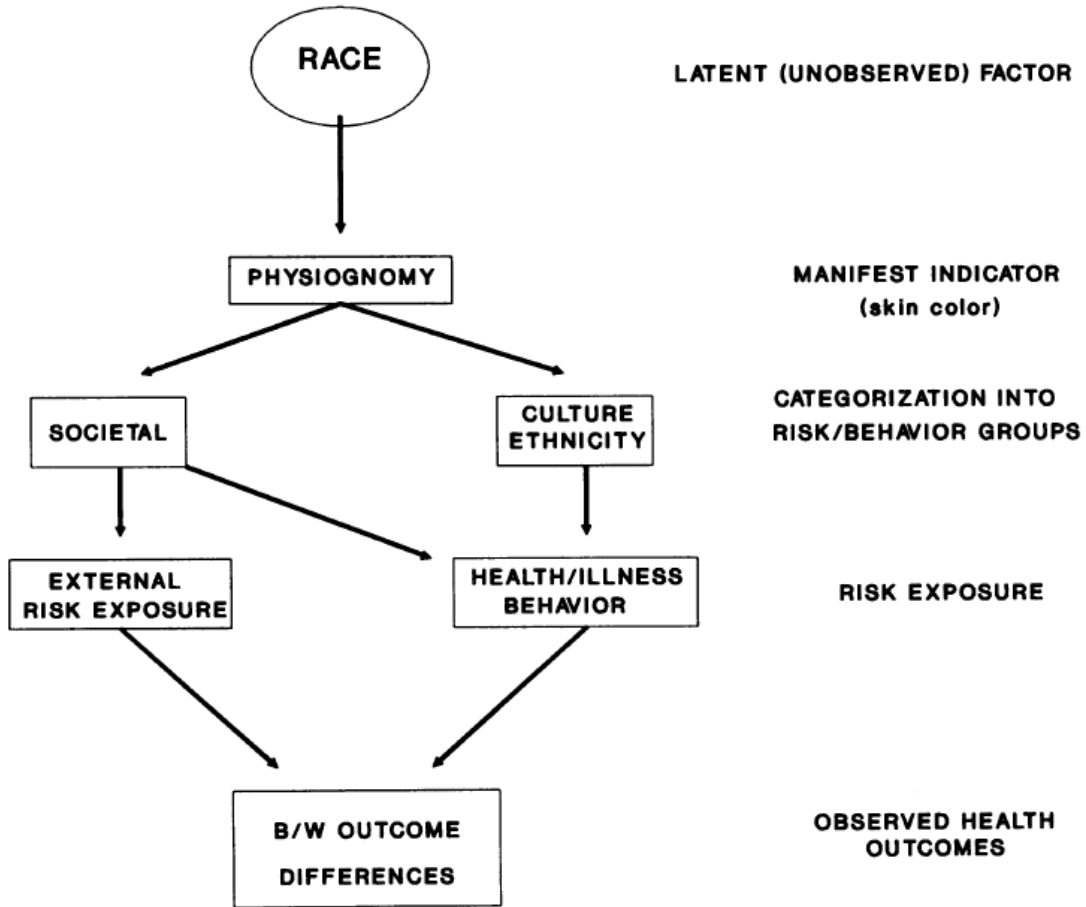 RACE
LATENT (UNOBSERVED) FACTOR
PHYSIOGNOMY
MANIFEST INDICATOR
(skin color)
SOCIETAL
CULTURE
ETHNICITY
CATEGORIZATION INTO
RISK/BEHAVIOR GROUPS
EXTERNAL
RISK EXPOSURE
HEALTH/ILLNESS
BEHAVIOR
RISK EXPOSURE
B/W OUTCOME
DIFFERENCES
OBSERVED HEALTH
OUTCOMES